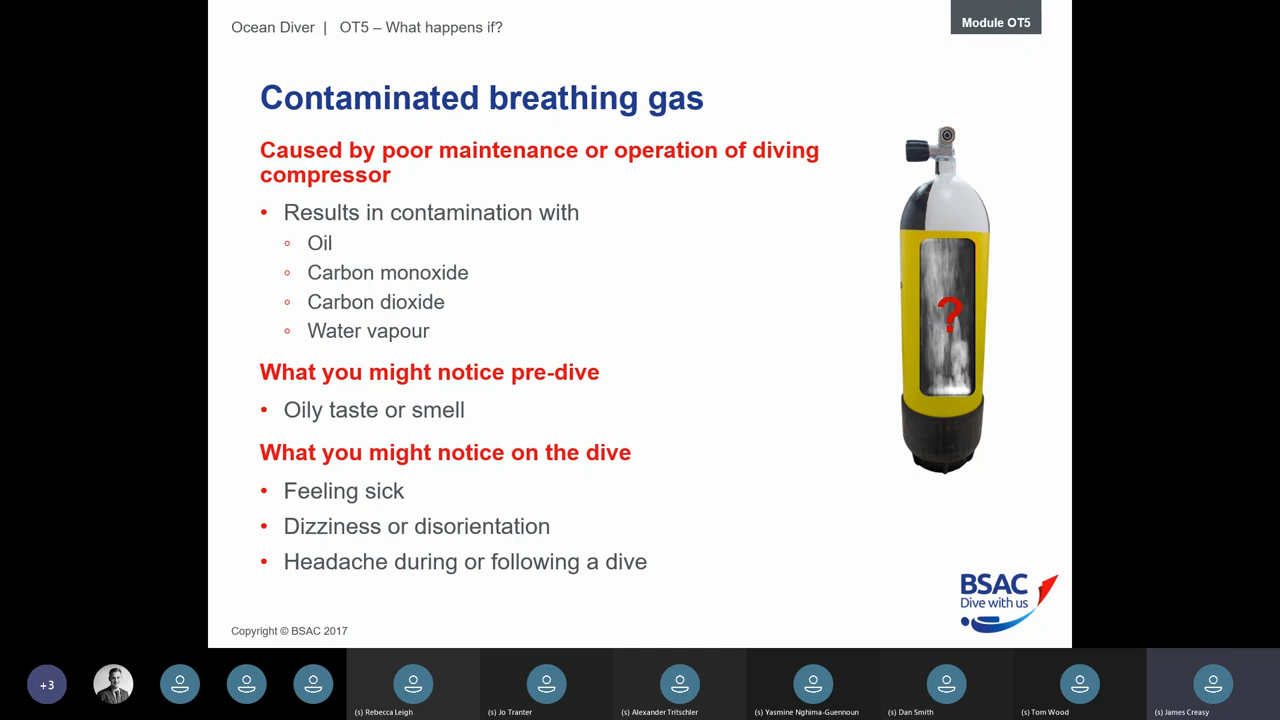 Ocean Diver | OT5 – What happens if?
Module OT5
Contaminated breathing gas
Caused by poor maintenance or operation of diving
compressor
• Results in contamination with
◦ Oil
◦ Carbon monoxide
◦ Carbon dioxide
◦ Water vapour
What you might notice pre-dive
• Oily taste or smell
What you might notice on the dive
• Feeling sick
• Dizziness or disorientation
• Headache during or following a dive
?
BSAC
Dive with us
Copyright © BSAC 2017
+3
(s) Rebecca Leigh
(s) Jo Tranter
(s) Alexander Tritschler
(s) Yasmine Nghima-Guennoun
(s) Dan Smith
(s) Tom Wood
(s) James Creasy